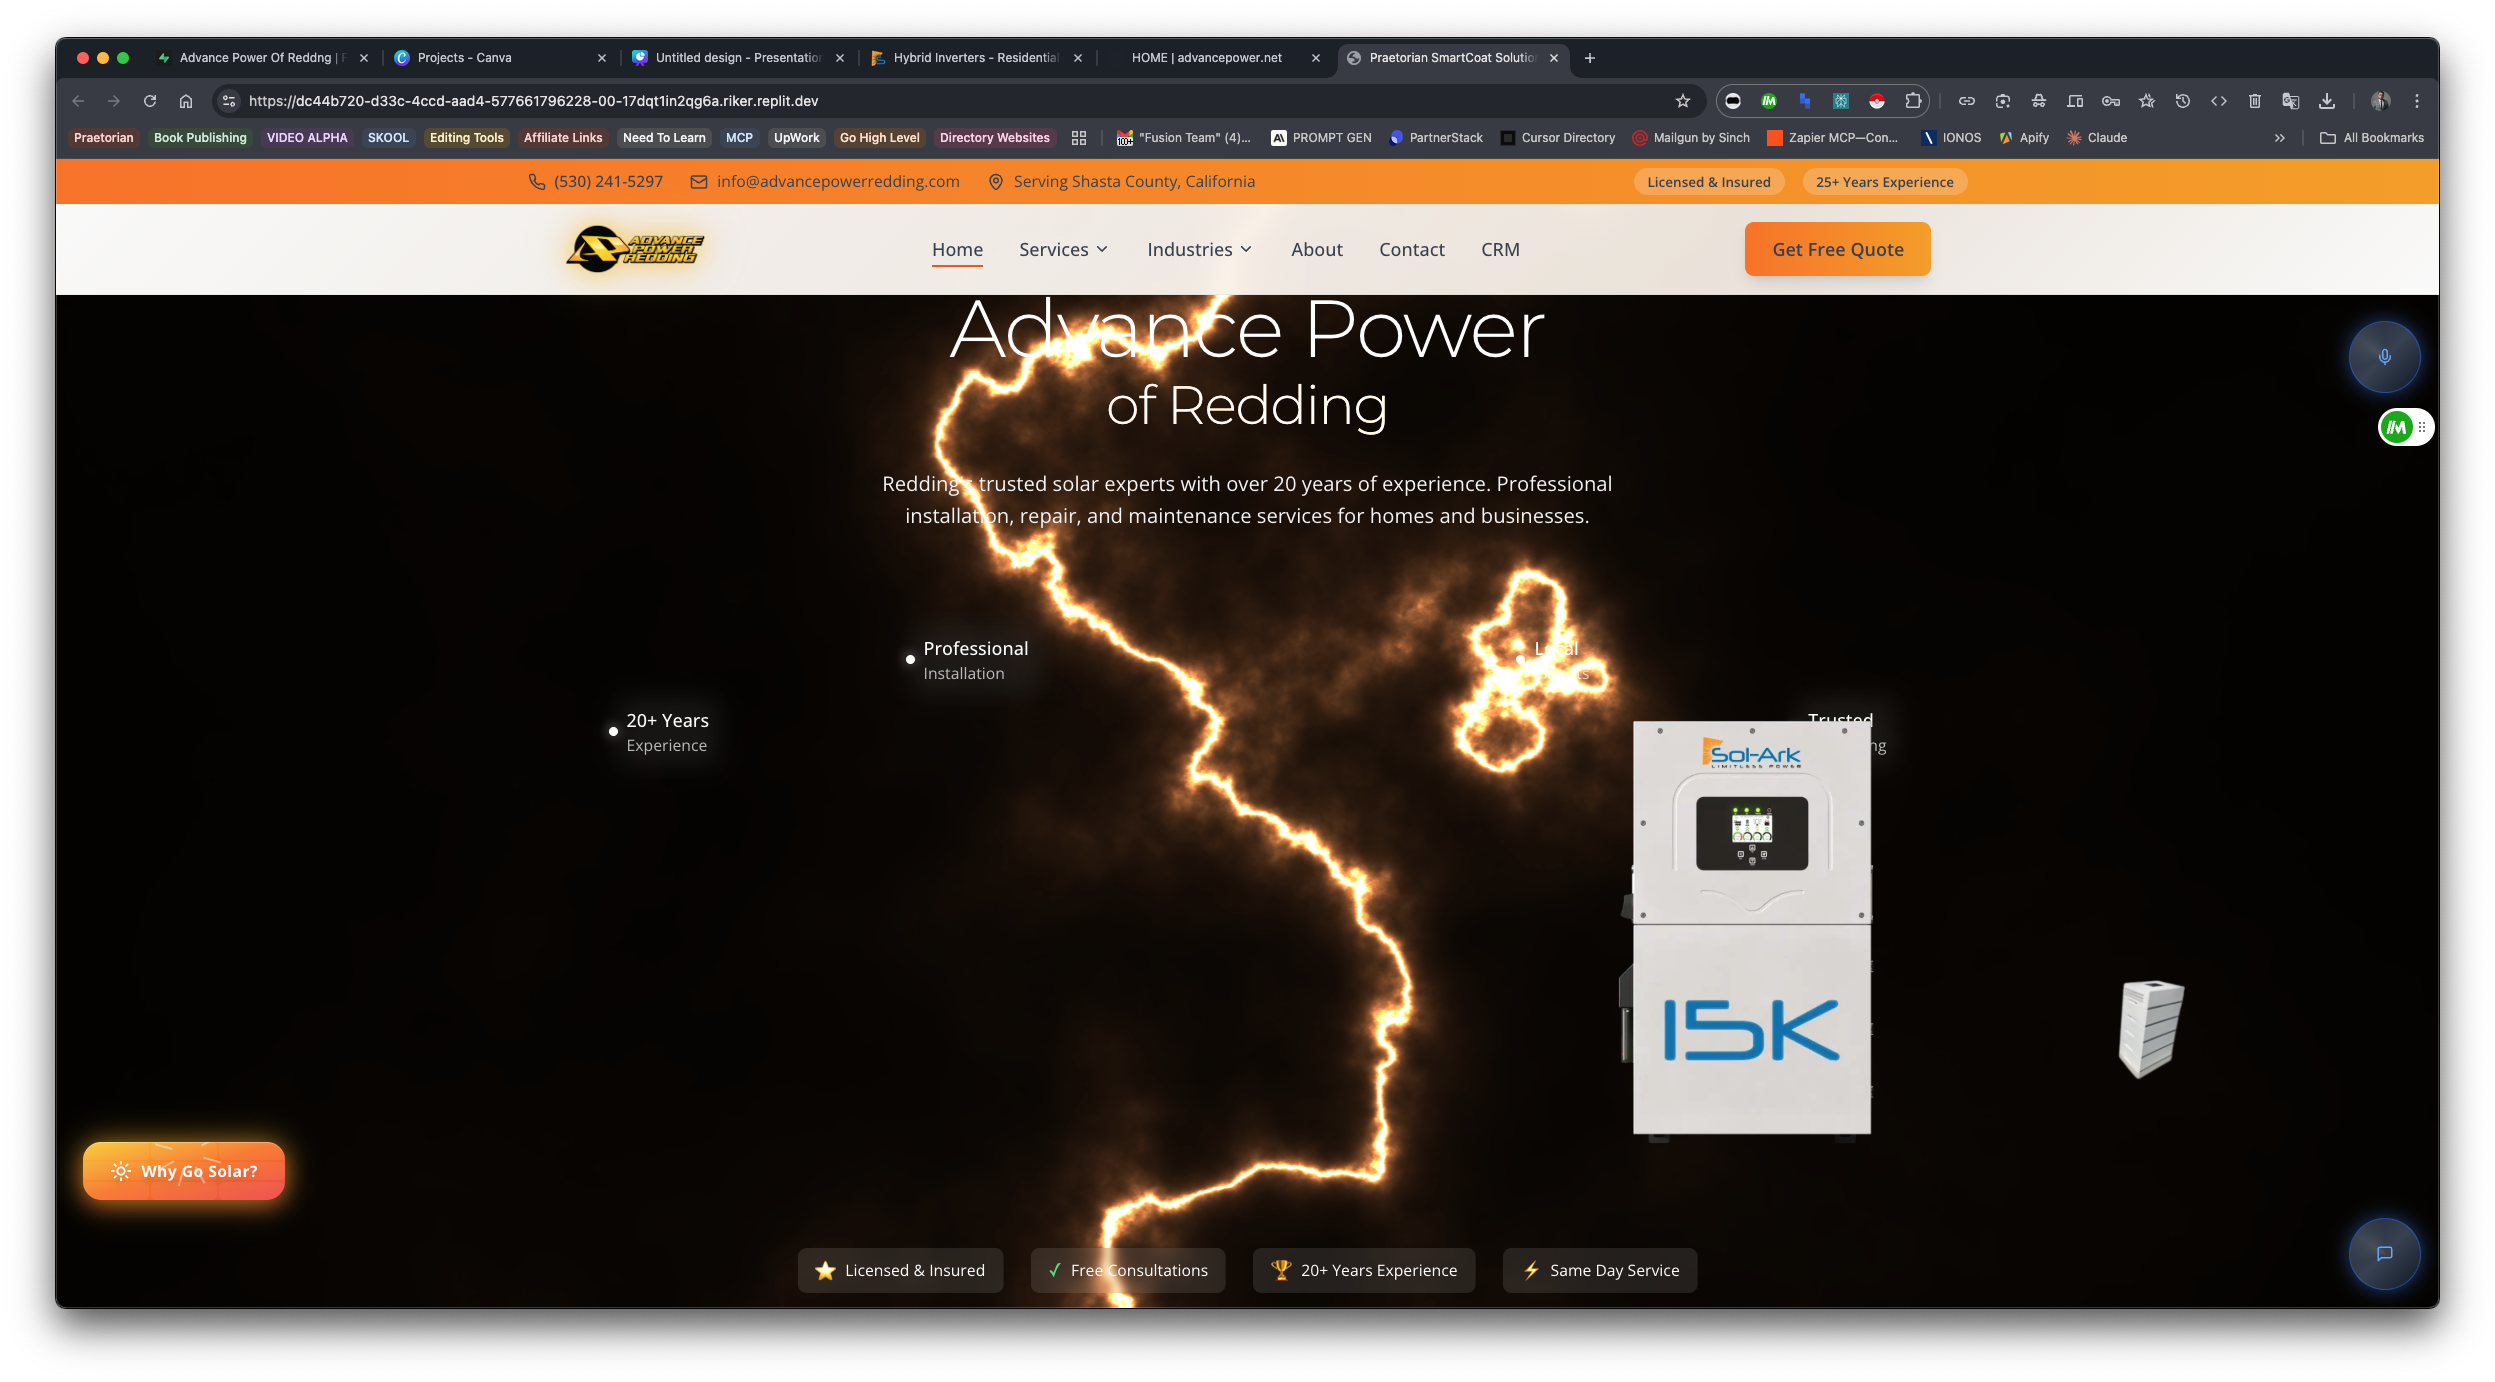 Advance Power Of Reddng | F
Projects - Canva
Untitled design - Presentation
Hybrid Inverters - Residential
HOME | advancepower.net
Praetorian SmartCoat Solutio
https://dc44b720-d33c-4ccd-aad4-577661796228-00-17dqt1in2qg6a.riker.replit.dev
Praetorian
Book Publishing
VIDEO ALPHA
SKOOL
Editing Tools
Affiliate Links
Need To Learn
MCP
UpWork
Go High Level
Directory Websites
100+
"Fusion Team" (4)...
PROMPT GEN
PartnerStack
Cursor Directory
Mailgun by Sinch
Zapier MCP—Con...
IONOS
Apify
Claude
All Bookmarks
(530) 241-5297
info@advancepowerredding.com
Serving Shasta County, California
Licensed & Insured
25+ Years Experience
ADVANCE
POWER
REDDING
Home
Services
Industries
About
Contact
CRM
Get Free Quote
Advance Power
of Redding
Redding's trusted solar experts with over 20 years of experience. Professional
installation, repair, and maintenance services for homes and businesses.
Professional
Installation
Local
20+ Years
Experience
Trusted
Sol-Ark
LIMITLESS POWER
15K
Why Go Solar?
Licensed & Insured
Free Consultations
20+ Years Experience
Same Day Service